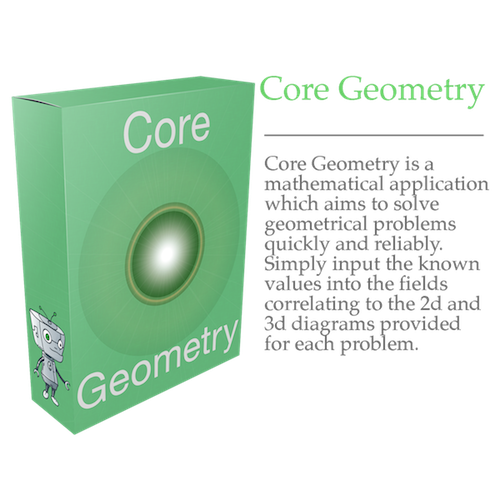 Core
Geometry
Core Geometry
Core Geometry is a
mathematical application
which aims to solve
geometrical problems
quickly and reliably.
Simply input the known
values into the fields
correlating to the 2d and
3d diagrams provided
for each problem.